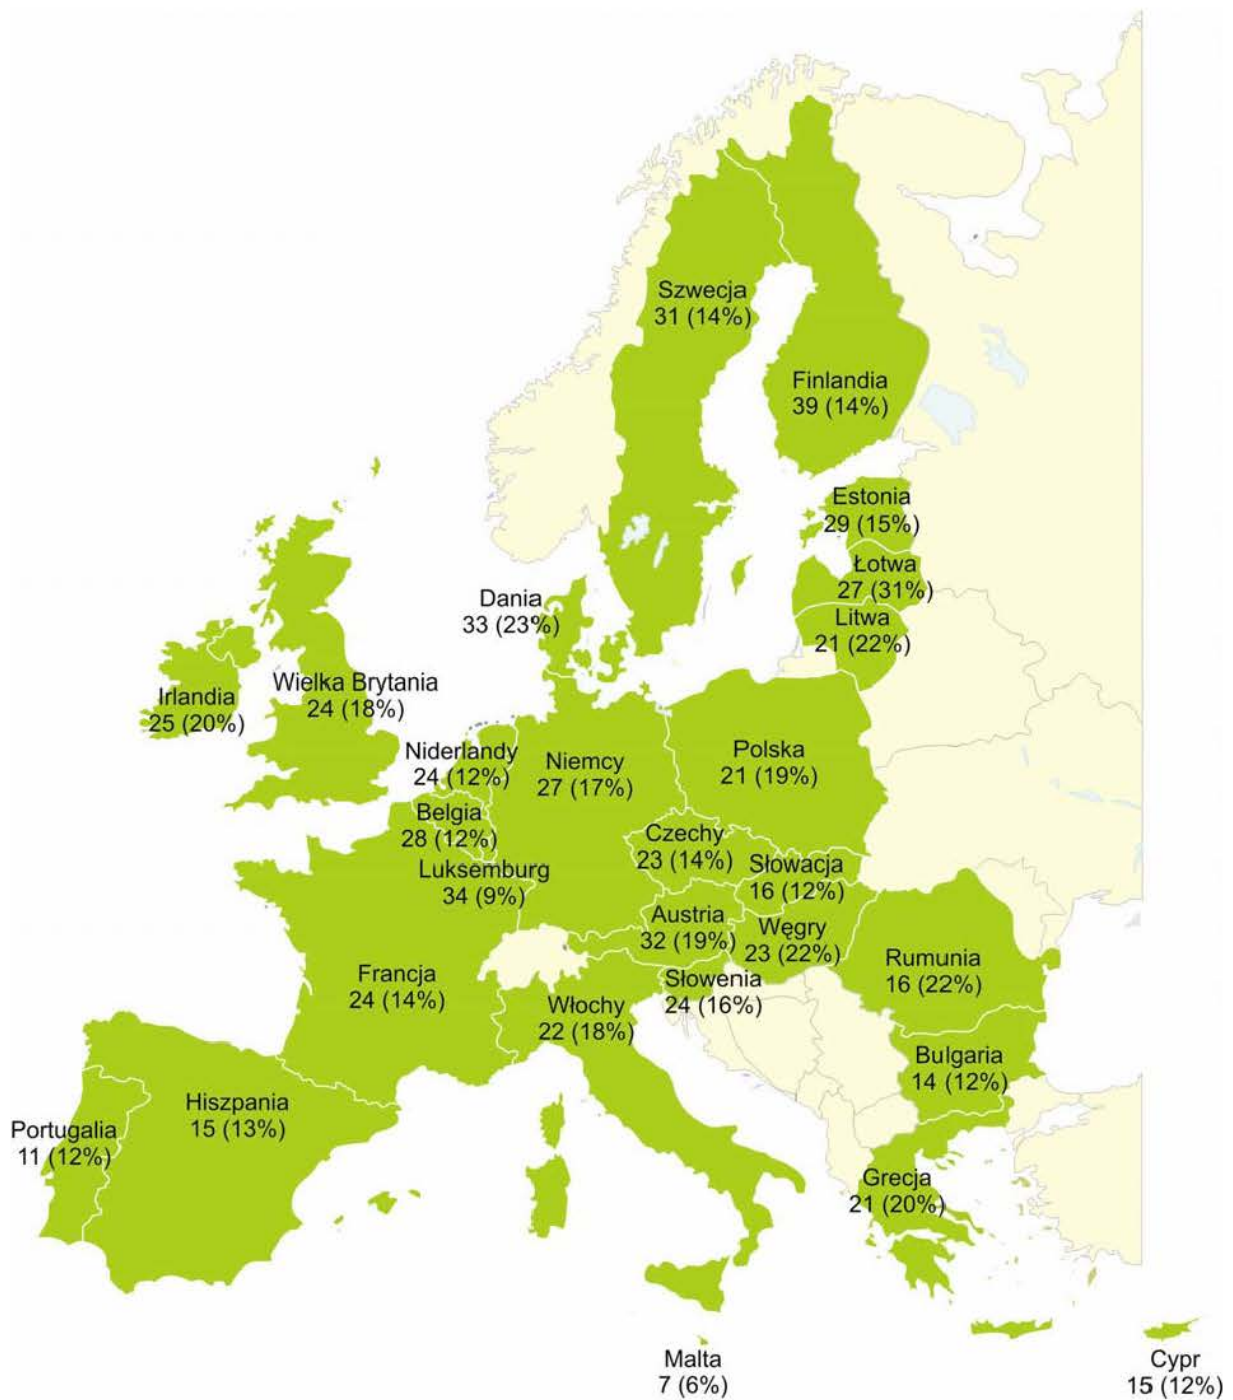 Szwecja
31 (14%)
Finlandia
39 (14%)
Estonia
29 (15%)
Łotwa
27 (31%)
Dania
33 (23%)
Litwa
21 (22%)
Irlandia
25 (20%)
Wielka Brytania
24 (18%)
Niderlandy
24 (12%)
Niemcy
27 (17%)
Polska
21 (19%)
Belgia
28 (12%)
Czechy
23 (14%)
Słowacja
16 (12%)
Luksemburg
34 (9%)
Austria
32 (19%)
Węgry
23 (22%)
Rumunia
16 (22%)
Francja
24 (14%)
Słowenia
24 (16%)
Włochy
22 (18%)
Bulgaria
14 (12%)
Hiszpania
15 (13%)
Portugalia
11 (12%)
Grecja
21 (20%)
Malta
7 (6%)
Cypr
15 (12%)